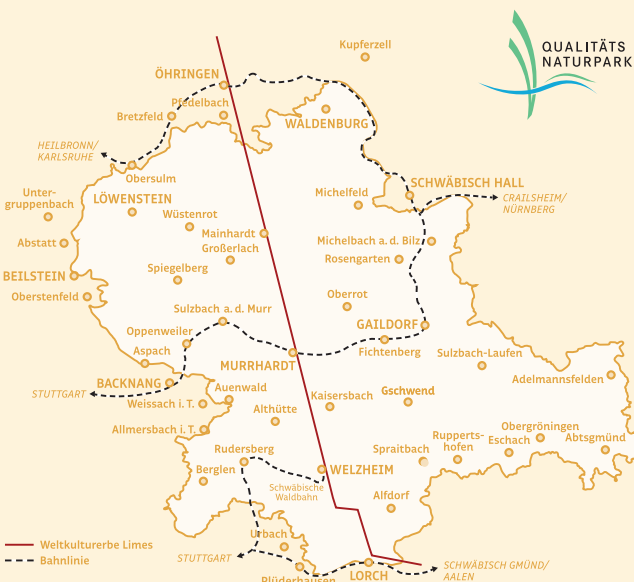 Kupferzell
QUALITÄTS
NATURPARK
ÖHRINGEN
Pfedelbach
Bretzfeld
WALDENBURG
HEILBRONN/
KARLSRUHE
Obersulm
SCHWÄBISCH HALL
Unter-
gruppenbach
LÖWENSTEIN
Michelfeld
CRAILSHEIM/
NÜRNBERG
Wüstenrot
Abstatt
Mainhardt
Michelbach a. d. Bilz
Großerlach
Rosengarten
BEILSTEIN
Spiegelberg
Oberstenfeld
Oberrot
Sulzbach a. d. Murr
Oppenweiler
GAILDORF
Aspach
MURRHARDT
Fichtenberg
Sulzbach-Laufen
BACKNANG
Adelmannsfelden
STUTTGART
Auenwald
Weissach i. T.
Kaisersbach
Gschwend
Althütte
Allmersbach i. T.
Obergröningen
Rudersberg
Spraitbach
Rupperts-
hofen
Eschach
Abtsgmünd
Berglen
WELZHEIM
Schwäbische
Waldbahn
Alfdorf
Urbach
Weltkulturerbe Limes
Bahnlinie
STUTTGART
Plüderhausen
LORCH
SCHWÄBISCH GMÜND/
AALEN